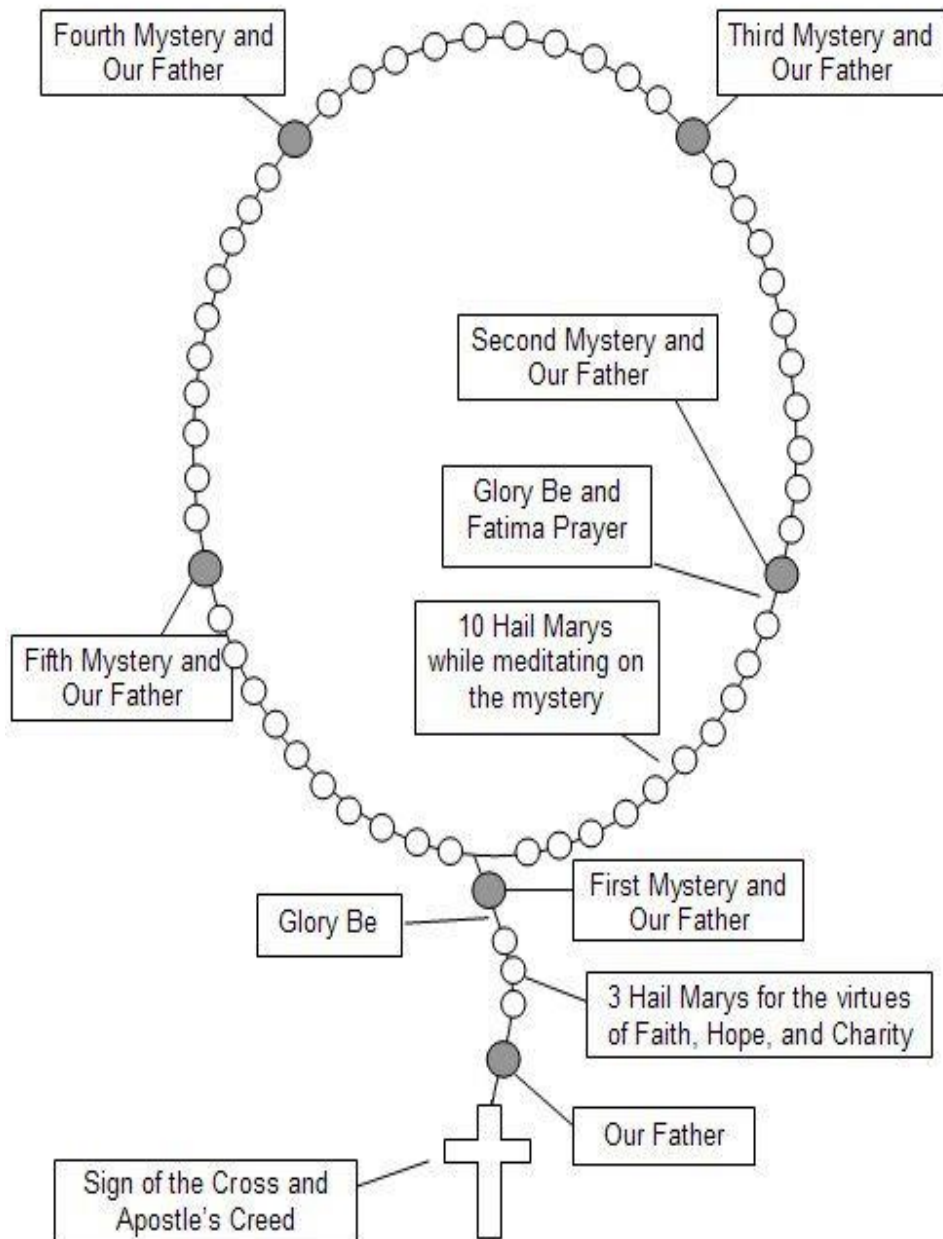 Fourth Mystery and
Our Father
Third Mystery and
Our Father
Second Mystery and
Our Father
Glory Be and
Fatima Prayer
10 Hail Marys
while meditating on
the mystery
Fifth Mystery and
Our Father
First Mystery and
Our Father
Glory Be
3 Hail Marys for the virtues
of Faith, Hope, and Charity
Our Father
Sign of the Cross and
Apostle's Creed